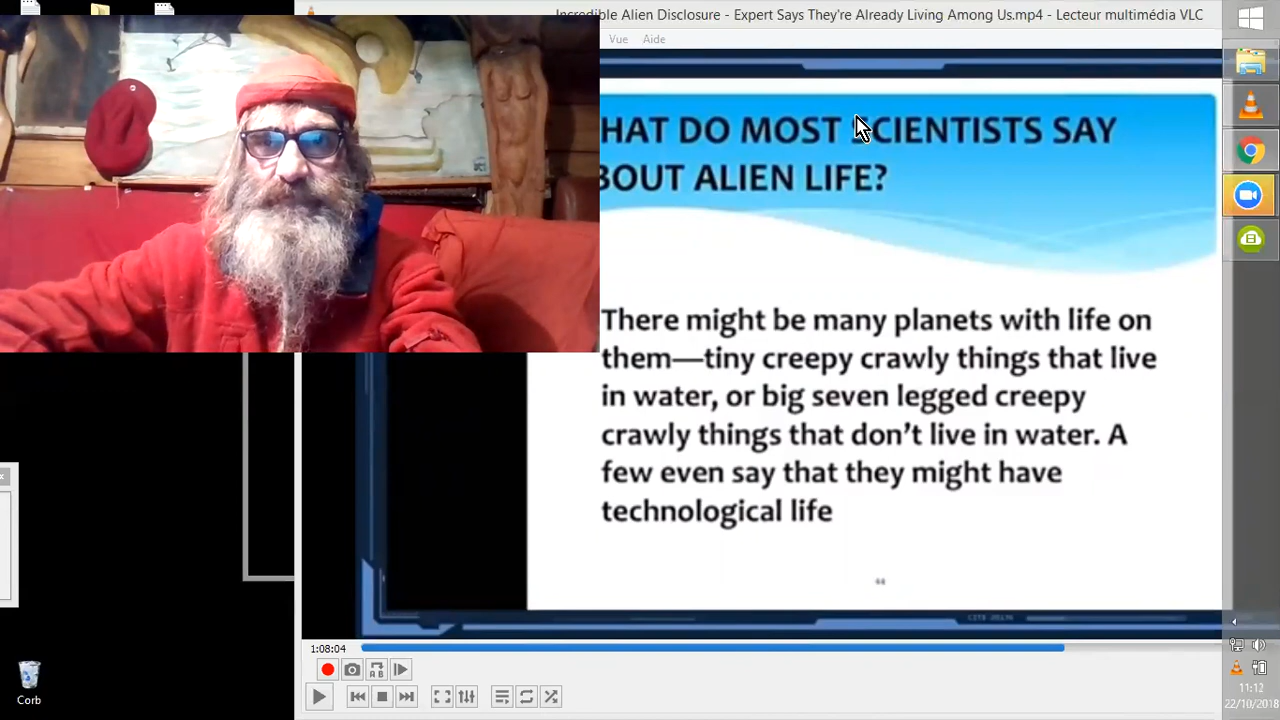 Incredible Alien Disclosure - Expert Says They're Already Living Among Us.mp4 - Lecteur multimédia VLC
Vue Aide
HAT DO MOST SCIENTISTS SAY
BOUT ALIEN LIFE?
There might be many planets with life on
them—tiny creepy crawly things that live
in water, or big seven legged creepy
crawly things that don’t live in water. A
few even say that they might have
technological life
1:08:04
Corb
11:12
22/10/2018